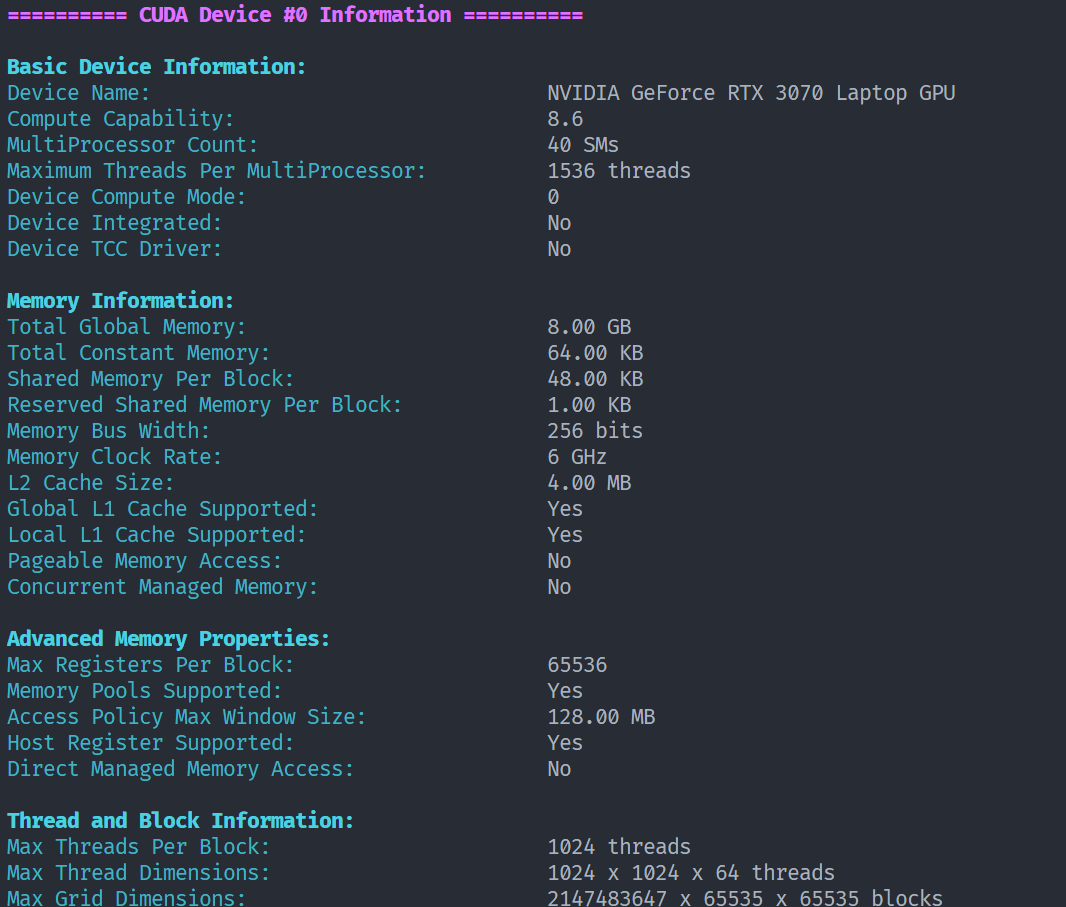 ========== CUDA Device #0 Information ==========
Basic Device Information:
Device Name: NVIDIA GeForce RTX 3070 Laptop GPU
Compute Capability: 8.6
MultiProcessor Count: 40 SMs
Maximum Threads Per MultiProcessor: 1536 threads
Device Compute Mode: 0
Device Integrated: No
Device TCC Driver: No
Memory Information:
Total Global Memory: 8.00 GB
Total Constant Memory: 64.00 KB
Shared Memory Per Block: 48.00 KB
Reserved Shared Memory Per Block: 1.00 KB
Memory Bus Width: 256 bits
Memory Clock Rate: 6 GHz
L2 Cache Size: 4.00 MB
Global L1 Cache Supported: Yes
Local L1 Cache Supported: Yes
Pageable Memory Access: No
Concurrent Managed Memory: No
Advanced Memory Properties:
Max Registers Per Block: 65536
Memory Pools Supported: Yes
Access Policy Max Window Size: 128.00 MB
Host Register Supported: Yes
Direct Managed Memory Access: No
Thread and Block Information:
Max Threads Per Block: 1024 threads
Max Thread Dimensions: 1024 x 1024 x 64 threads
Max Grid Dimensions: 2147483647 x 65535 x 65535 blocks